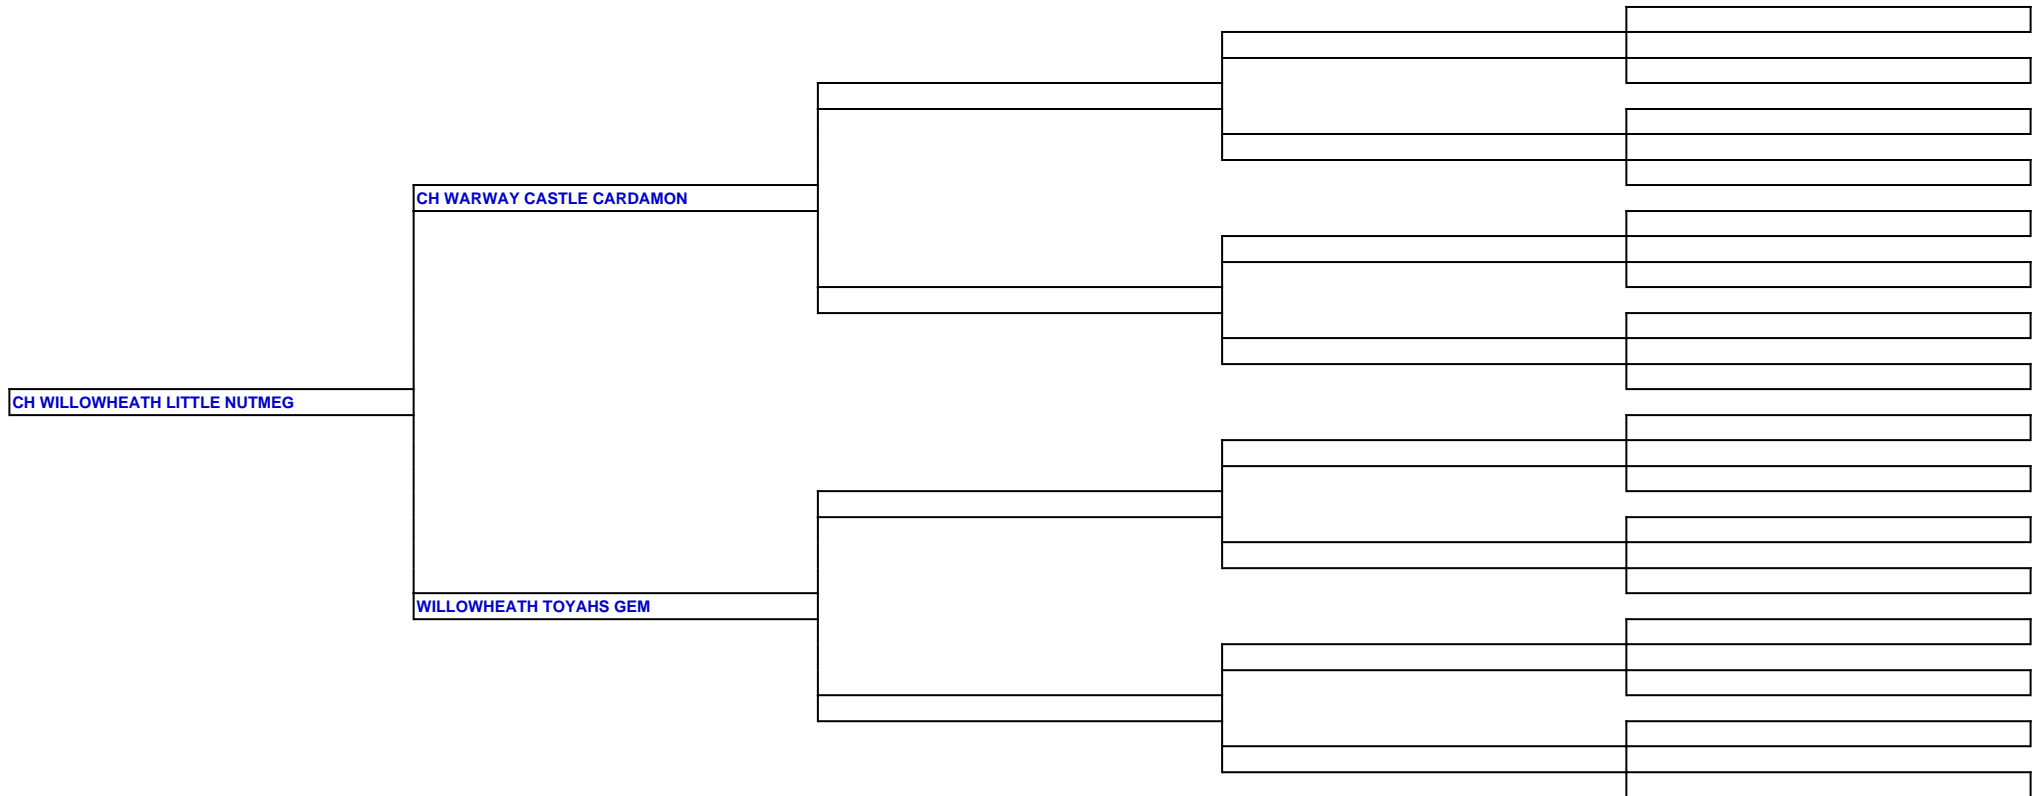 CH WARWAY CASTLE CARDAMON
CH WILLOWHEATH LITTLE NUTMEG
WILLOWHEATH TOYAHS GEM